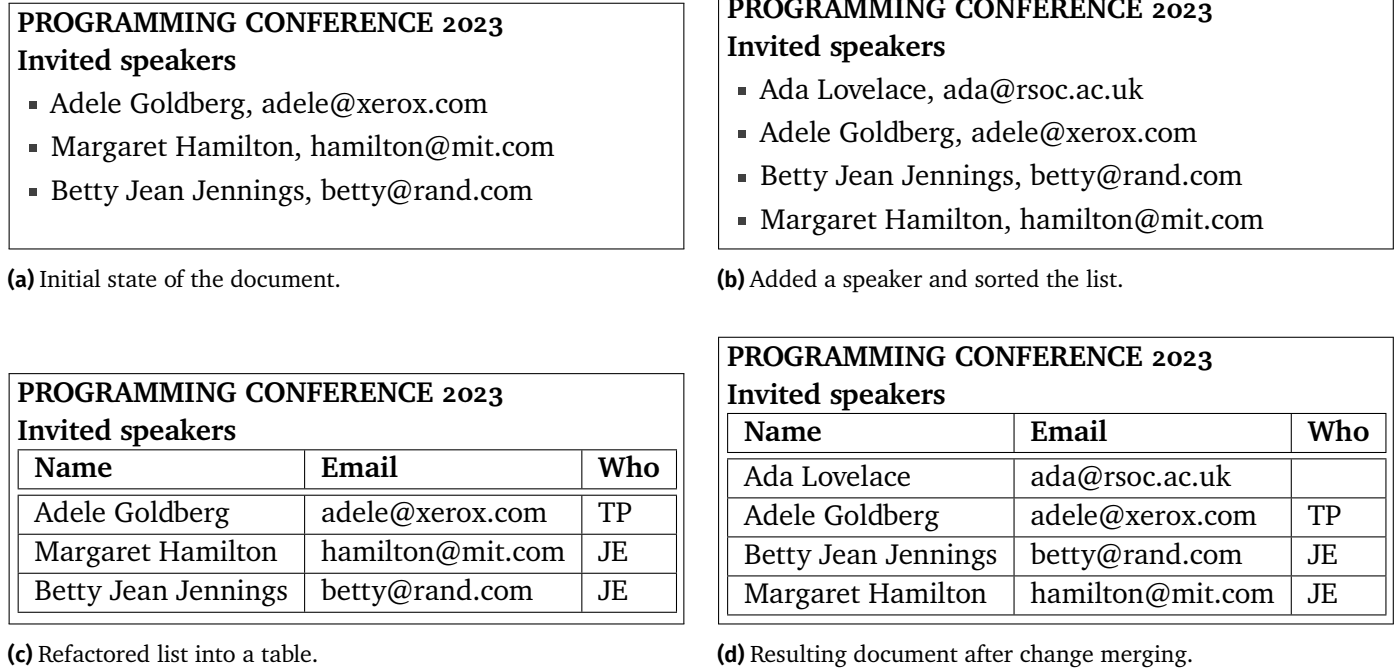 PROGRAMMING CONFERENCE 2023
Invited speakers
▪ Adele Goldberg, adele@xerox.com
▪ Margaret Hamilton, hamilton@mit.com
▪ Betty Jean Jennings, betty@rand.com
(a) Initial state of the document.
PROGRAMMING CONFERENCE 2023
Invited speakers
▪ Ada Lovelace, ada@rsoc.ac.uk
▪ Adele Goldberg, adele@xerox.com
▪ Betty Jean Jennings, betty@rand.com
▪ Margaret Hamilton, hamilton@mit.com
(b) Added a speaker and sorted the list.
PROGRAMMING CONFERENCE 2023
Invited speakers
Name Email Who
Adele Goldberg adele@xerox.com TP
Margaret Hamilton hamilton@mit.com JE
Betty Jean Jennings betty@rand.com JE
(c) Refactored list into a table.
PROGRAMMING CONFERENCE 2023
Invited speakers
Name Email Who
Ada Lovelace ada@rsoc.ac.uk
Adele Goldberg adele@xerox.com TP
Betty Jean Jennings betty@rand.com JE
Margaret Hamilton hamilton@mit.com JE
(d) Resulting document after change merging.